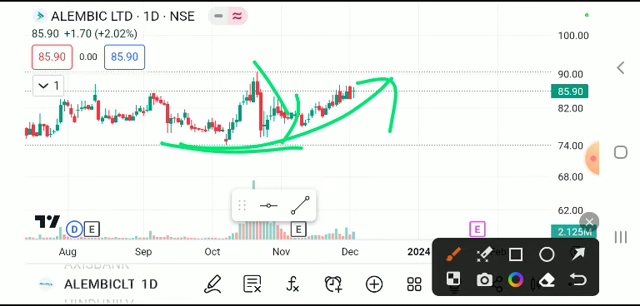 ALEMBIC LTD · 1D · NSE
85.90 +1.70 (+2.02%)
85.90 0.00 85.90
1
100.00
90.00
85.90
82.00
74.00
68.00
62.00
2.125M
D E E E
Aug Sep Oct Nov Dec 2024
ALEMBICLT 1D